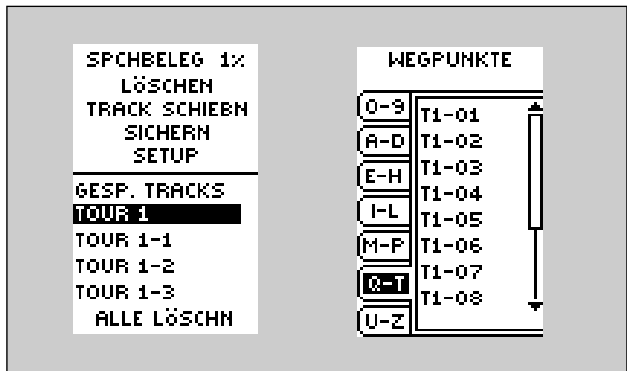 SPCHBELEG 1%
LÖSCHEN
TRACK SCHIEBN
SICHERN
SETUP
GESP. TRACKS
TOUR 1
TOUR 1-1
TOUR 1-2
TOUR 1-3
ALLE LÖSCHN
WEGPUNKTE
0-9
A-D
E-H
I-L
M-P
Q-T
U-Z
T1-01
T1-02
T1-03
T1-04
T1-05
T1-06
T1-07
T1-08